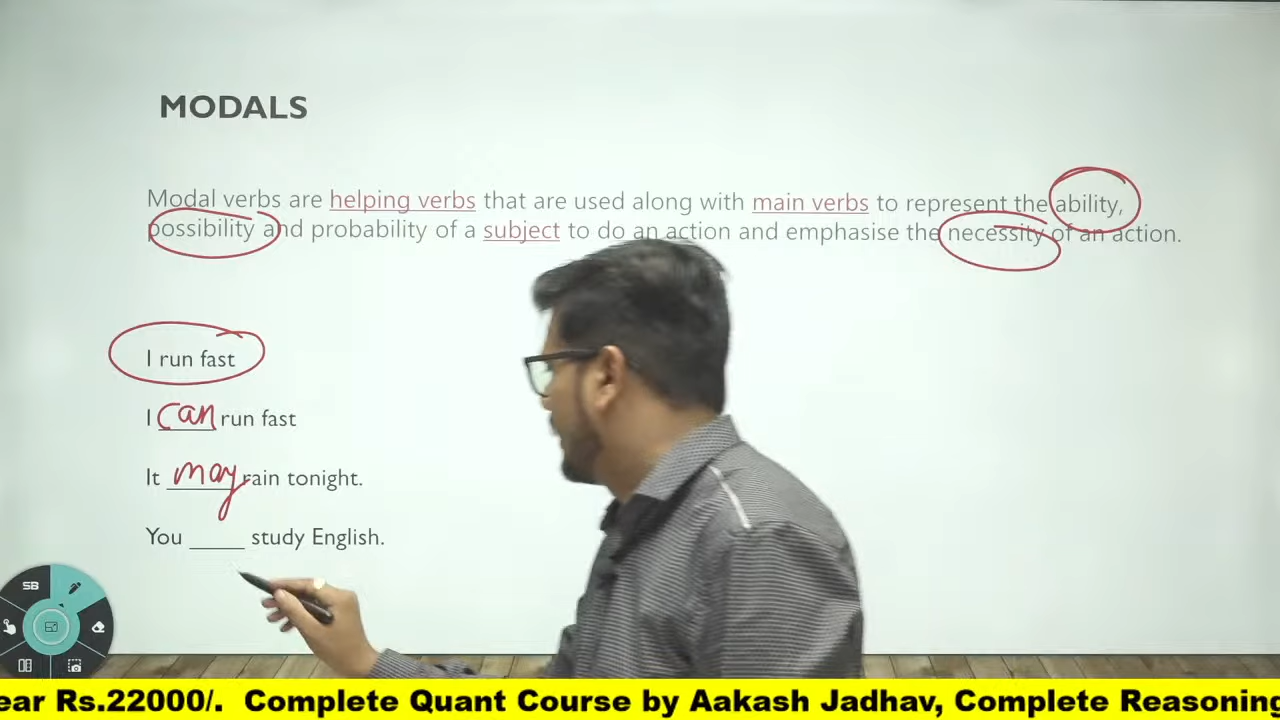 MODALS
Modal verbs are helping verbs that are used along with main verbs to represent the ability,
possibility and probability of a subject to do an action and emphasise the necessity of an action.
I run fast
I can run fast
It may rain tonight.
You ____ study English.
SB
ear Rs.22000/. Complete Quant Course by Aakash Jadhav, Complete Reasoning